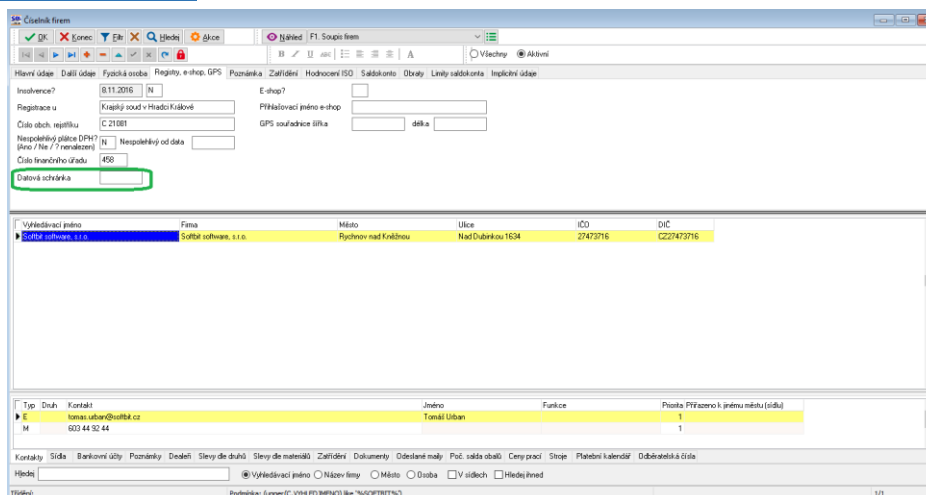 Číselník firem
OK Konec Filtr Hledej Akce Náhled F1. Soupis firem
B I U ABC A Všechny Aktivní
Hlavní údaje Další údaje Fyzická osoba Registry, e-shop, GPS Poznámka Zatřídění Hodnocení ISO Saldokonto Obraty Limity saldokonta Implicitní údaje
Insolvence? 8.11.2016 N E-shop?
Registrace u Krajský soud v Hradci Králové Přihlašovací jméno e-shop
Číslo obch. rejstříku C 21081 GPS souřadnice šířka délka
Nespolehlivý plátce DPH?
(Ano / Ne / ? nenalezen) N Nespolehlivý od data
Číslo finančního úřadu 458
Datová schránka
Vyhledávací jméno Firma Město Ulice IČO DIČ
Softbit software, s.r.o. Softbit software, s.r.o. Rychnov nad Kněžnou Nad Dubinkou 1634 27473716 CZ27473716
Typ Druh Kontakt Jméno Funkce Priorita Přiřazeno k jinému městu (sídlu)
E tomas.urban@softbit.cz Tomáš Urban 1
M 603 44 92 44 1
Kontakty Sídla Bankovní účty Poznámky Dealeři Slevy dle druhů Slevy dle materiálů Zatřídění Dokumenty Odeslané maily Poč. salda obalů Ceny prací Stroje Platební kalendář Odběratelská čísla
Hledej Vyhledávací jméno Název firmy Město Osoba V sídlech Hledej ihned
Třídění: Podmínka: (upper(C_VYHLEDJMENO) like '%SOFTBIT%') 1/1